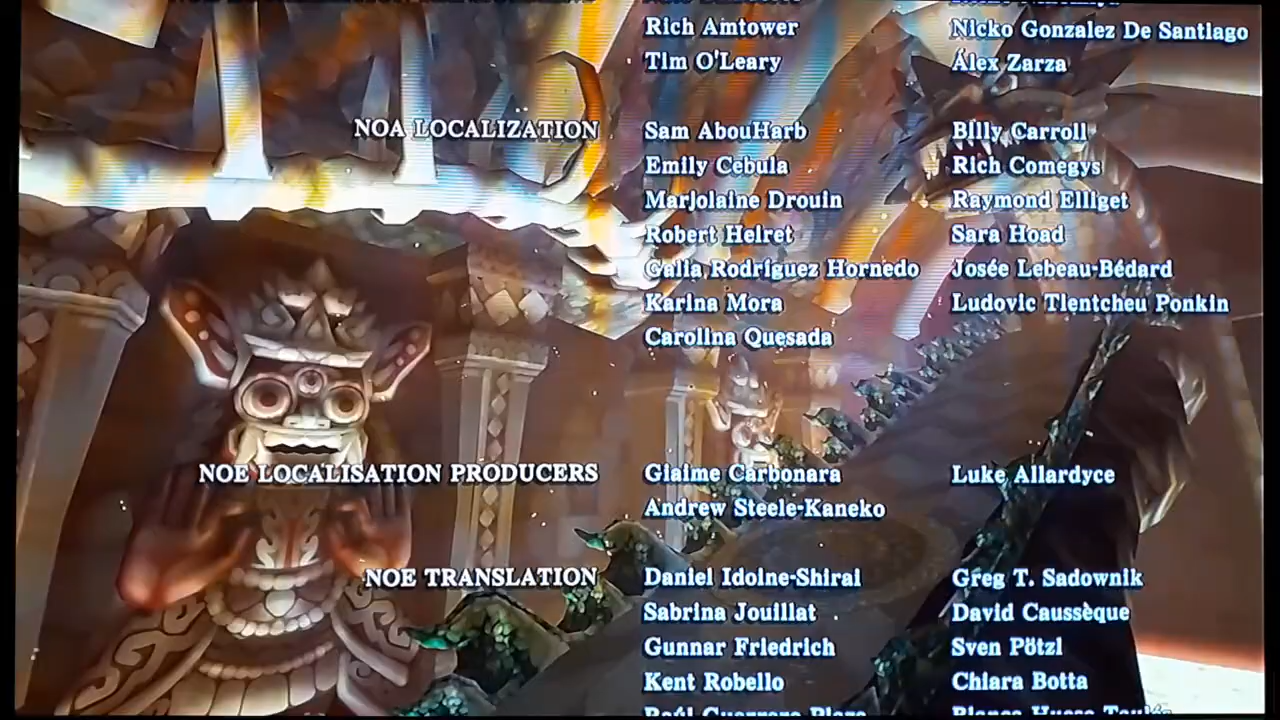 Rich Amtower Nicko Gonzalez De Santiago
Tim O'Leary Álex Zarza
NOA LOCALIZATION Sam AbouHarb Billy Carroll
Emily Cebula Rich Comegys
Marjolaine Drouin Raymond Elliget
Robert Heiret Sara Hoad
Galia Rodríguez Hornedo Josée Lebeau-Bédard
Karina Mora Ludovic Tientcheu Ponkin
Carolina Quesada
NOE LOCALISATION PRODUCERS Giaime Carbonara Luke Allardyce
Andrew Steele-Kaneko
NOE TRANSLATION Daniel Idoine-Shirai Greg T. Sadownik
Sabrina Jouillat David Caussèque
Gunnar Friedrich Sven Pötzl
Kent Robello Chiara Botta